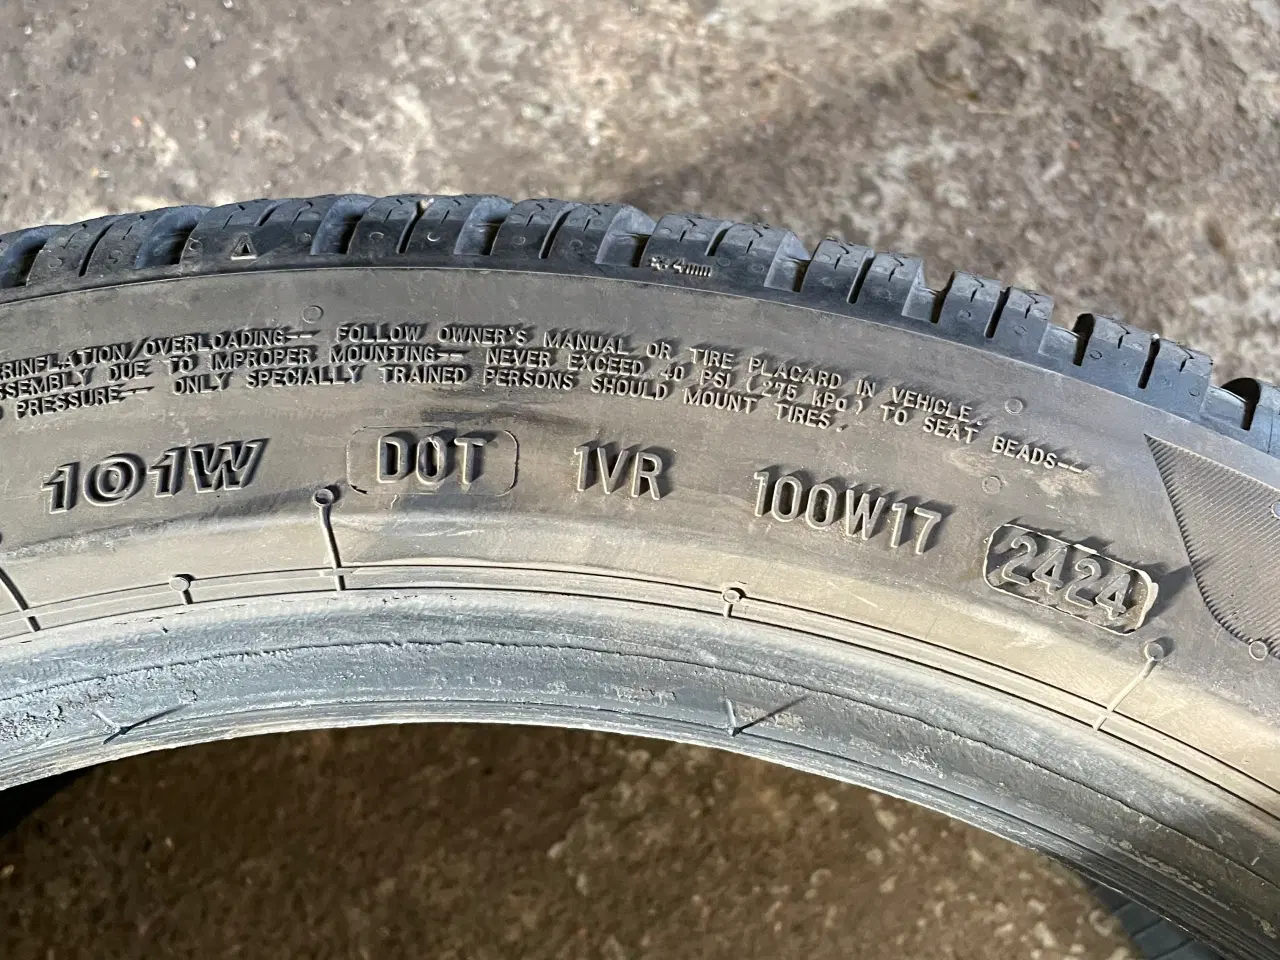 4mm
RINFLATION/OVERLOADING-- FOLLOW OWNER'S MANUAL OR TIRE PLACARD IN VEHICLE.
SSEMBLY DUE TO IMPROPER MOUNTING-- NEVER EXCEED 40 PSI (275 kPa) TO SEAT BEADS--
PRESSURE-- ONLY SPECIALLY TRAINED PERSONS SHOULD MOUNT TIRES.
101W DOT 1VR 100W17 2424